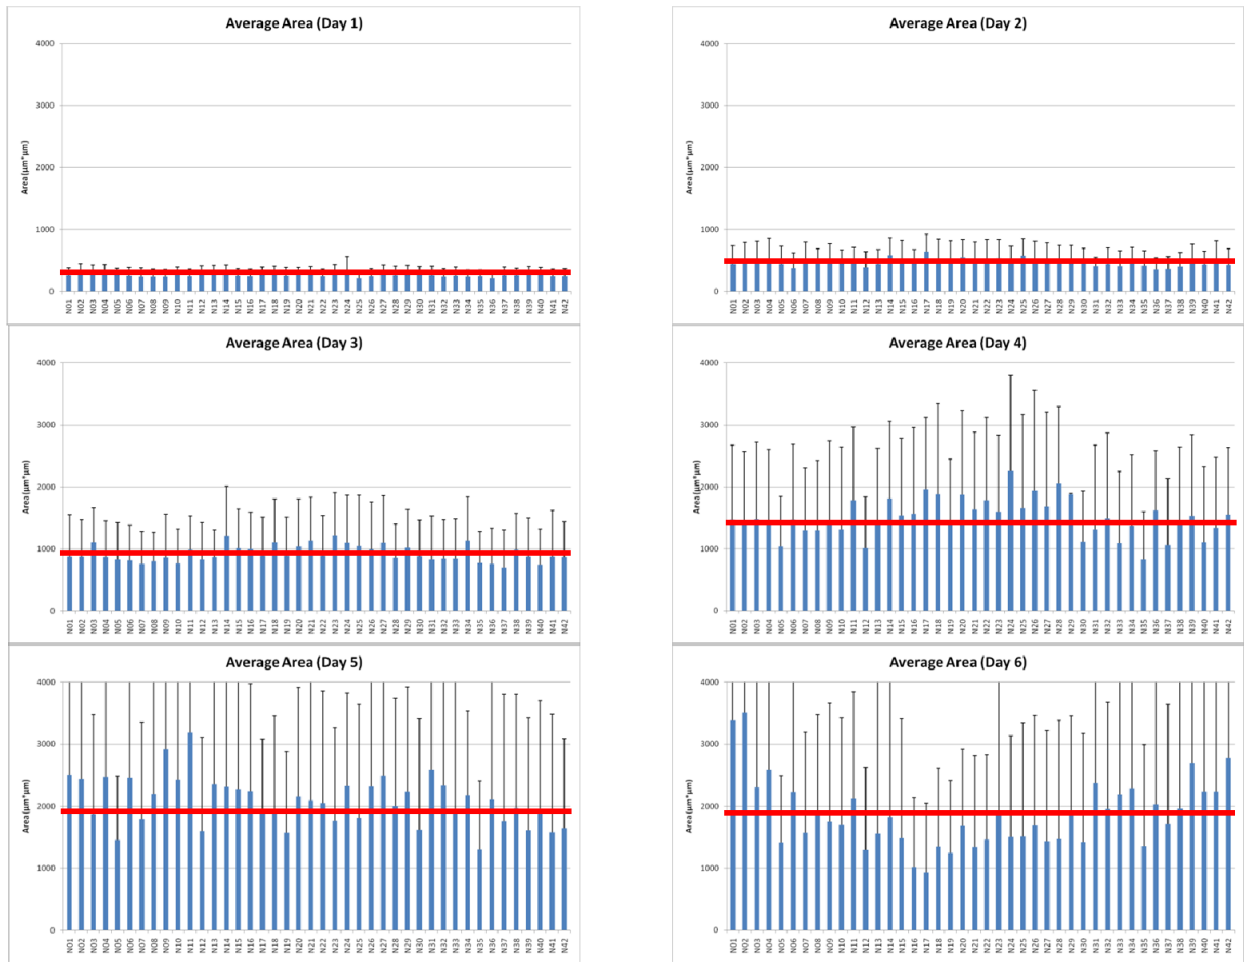 Average Area (Day 1)
Area (µm*µm)
4000
3000
2000
1000
0
N01 N02 N03 N04 N05 N06 N07 N08 N09 N10 N11 N12 N13 N14 N15 N16 N17 N18 N19 N20 N21 N22 N23 N24 N25 N26 N27 N28 N29 N30 N31 N32 N33 N34 N35 N36 N37 N38 N39 N40 N41 N42
Average Area (Day 2)
Area (µm*µm)
4000
3000
2000
1000
0
N01 N02 N03 N04 N05 N06 N07 N08 N09 N10 N11 N12 N13 N14 N15 N16 N17 N18 N19 N20 N21 N22 N23 N24 N25 N26 N27 N28 N29 N30 N31 N32 N33 N34 N35 N36 N37 N38 N39 N40 N41 N42
Average Area (Day 3)
Area (µm*µm)
4000
3000
2000
1000
0
N01 N02 N03 N04 N05 N06 N07 N08 N09 N10 N11 N12 N13 N14 N15 N16 N17 N18 N19 N20 N21 N22 N23 N24 N25 N26 N27 N28 N29 N30 N31 N32 N33 N34 N35 N36 N37 N38 N39 N40 N41 N42
Average Area (Day 4)
Area (µm*µm)
4000
3000
2000
1000
0
N01 N02 N03 N04 N05 N06 N07 N08 N09 N10 N11 N12 N13 N14 N15 N16 N17 N18 N19 N20 N21 N22 N23 N24 N25 N26 N27 N28 N29 N30 N31 N32 N33 N34 N35 N36 N37 N38 N39 N40 N41 N42
Average Area (Day 5)
Area (µm*µm)
4000
3000
2000
1000
0
N01 N02 N03 N04 N05 N06 N07 N08 N09 N10 N11 N12 N13 N14 N15 N16 N17 N18 N19 N20 N21 N22 N23 N24 N25 N26 N27 N28 N29 N30 N31 N32 N33 N34 N35 N36 N37 N38 N39 N40 N41 N42
Average Area (Day 6)
Area (µm*µm)
4000
3000
2000
1000
0
N01 N02 N03 N04 N05 N06 N07 N08 N09 N10 N11 N12 N13 N14 N15 N16 N17 N18 N19 N20 N21 N22 N23 N24 N25 N26 N27 N28 N29 N30 N31 N32 N33 N34 N35 N36 N37 N38 N39 N40 N41 N42